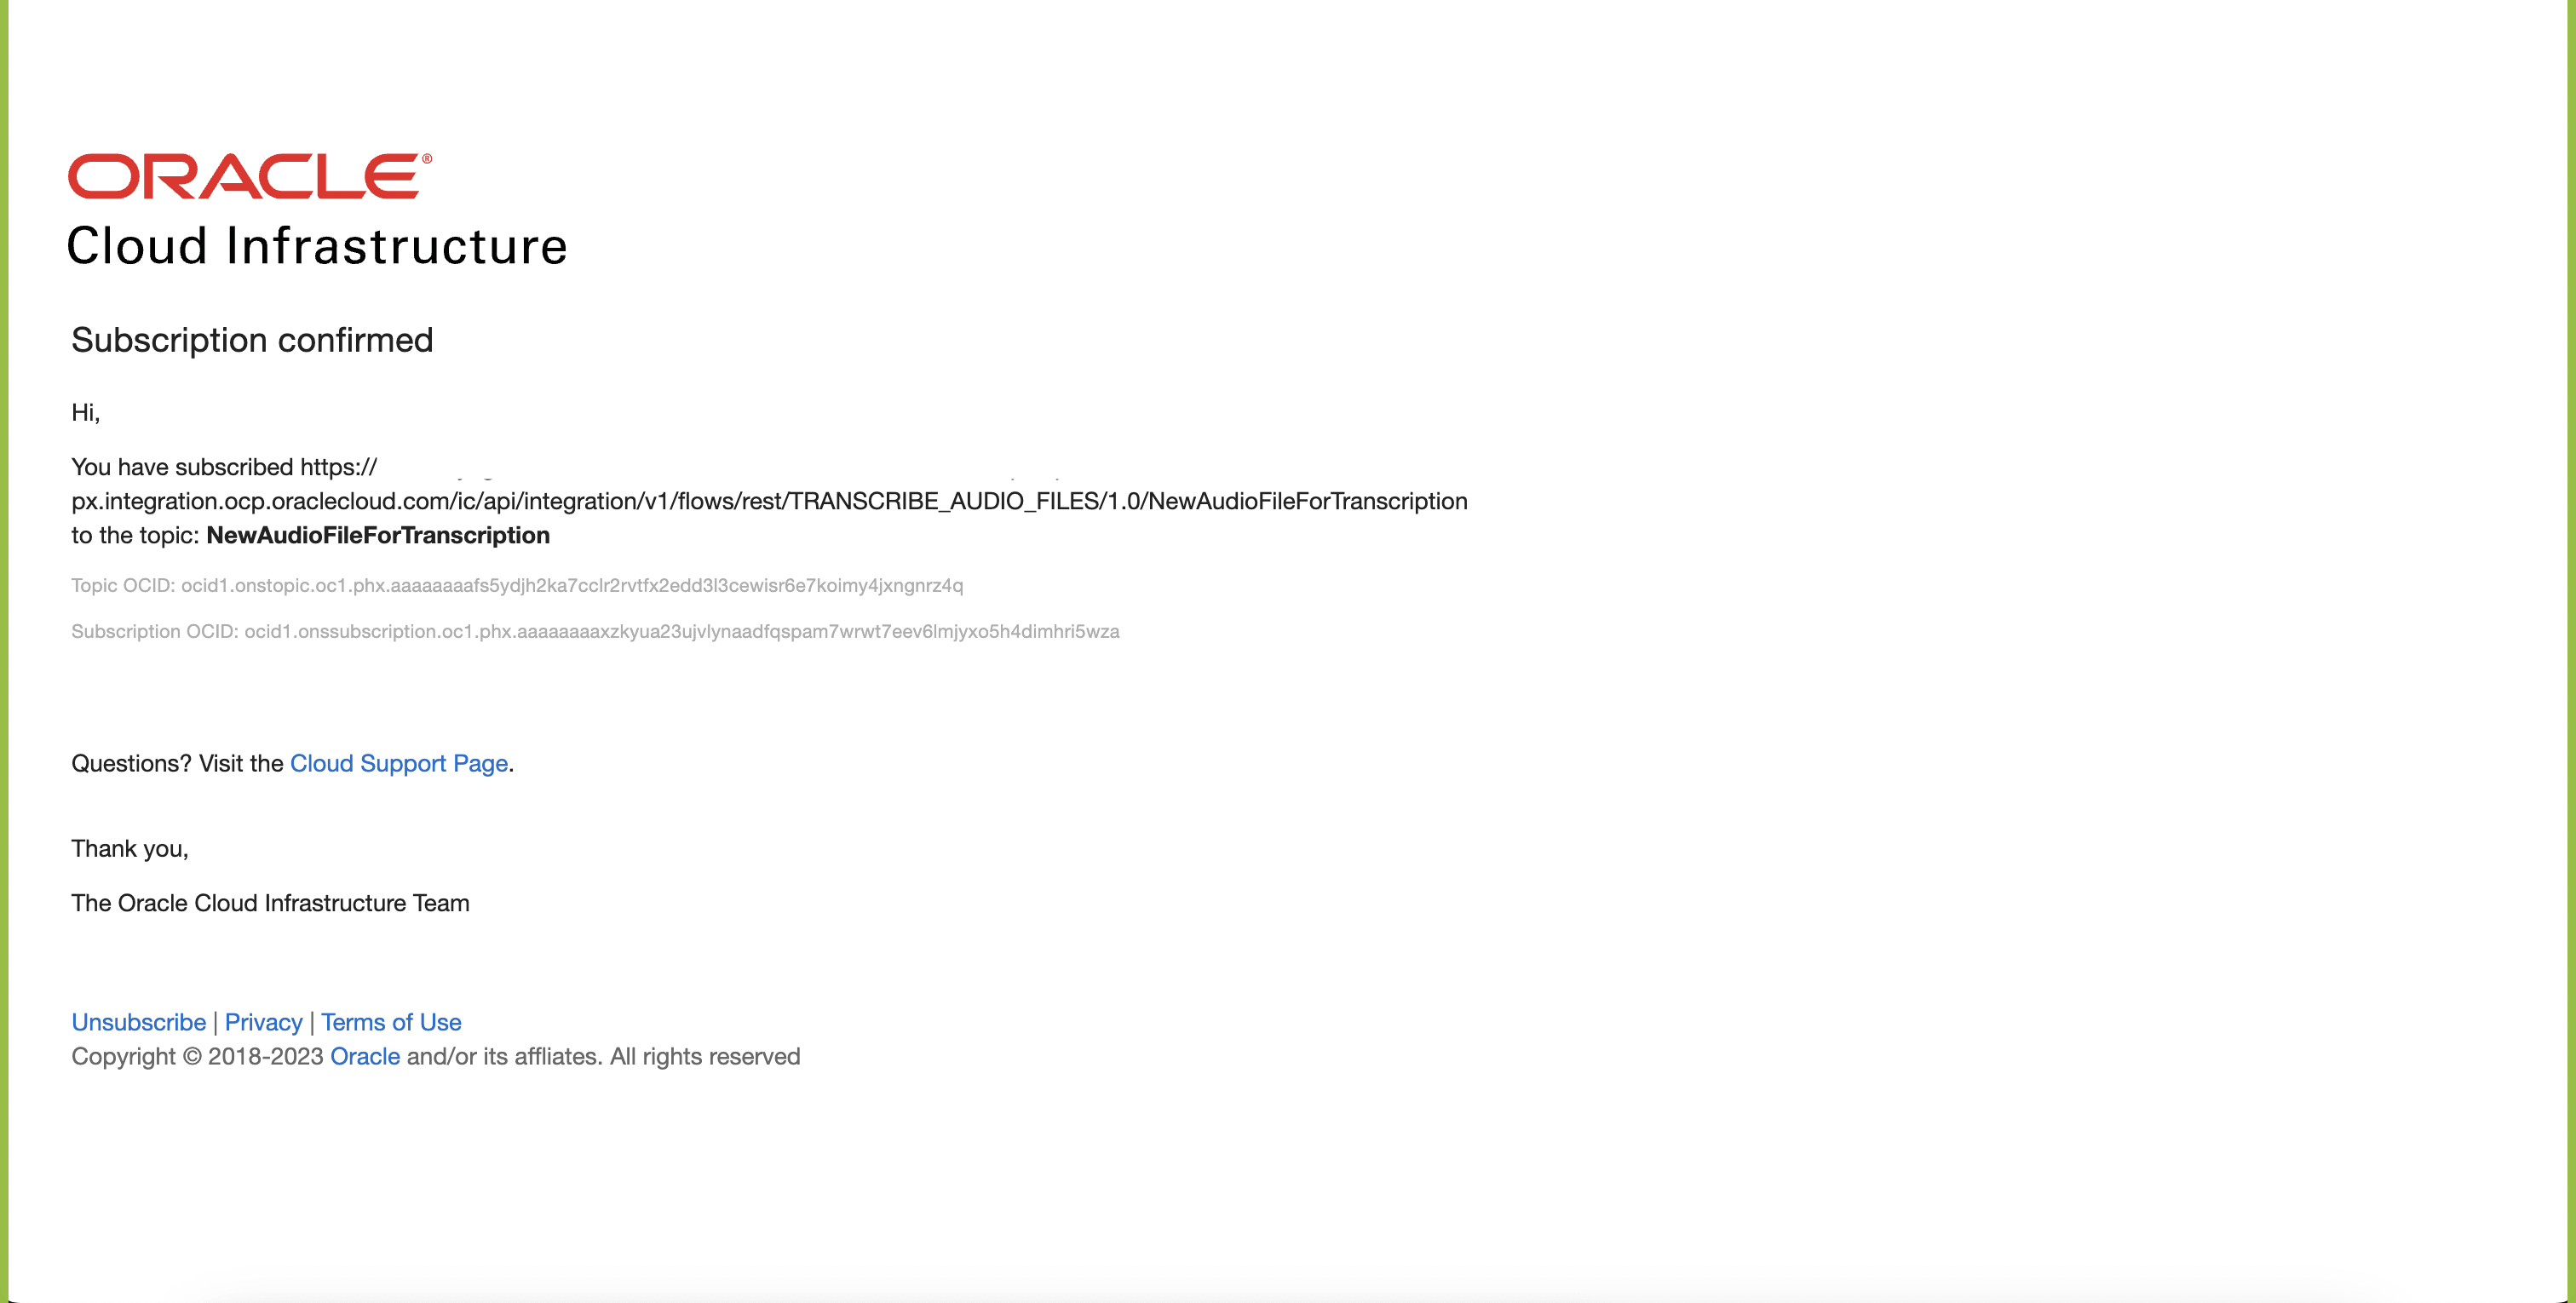 ORACLE®
Cloud Infrastructure
Subscription confirmed
Hi,
You have subscribed https://
px.integration.ocp.oraclecloud.com/ic/api/integration/v1/flows/rest/TRANSCRIBE_AUDIO_FILES/1.0/NewAudioFileForTranscription
to the topic: NewAudioFileForTranscription
Topic OCID: ocid1.onstopic.oc1.phx.aaaaaaaafs5ydjh2ka7cclr2rvtfx2edd3l3cewisr6e7koimy4jxngnrz4q
Subscription OCID: ocid1.onssubscription.oc1.phx.aaaaaaaaxzkyua23ujvlynaadfqspam7wrwt7eev6lmjyxo5h4dimhri5wza
Questions? Visit the Cloud Support Page.
Thank you,
The Oracle Cloud Infrastructure Team
Unsubscribe | Privacy | Terms of Use
Copyright © 2018-2023 Oracle and/or its affliates. All rights reserved